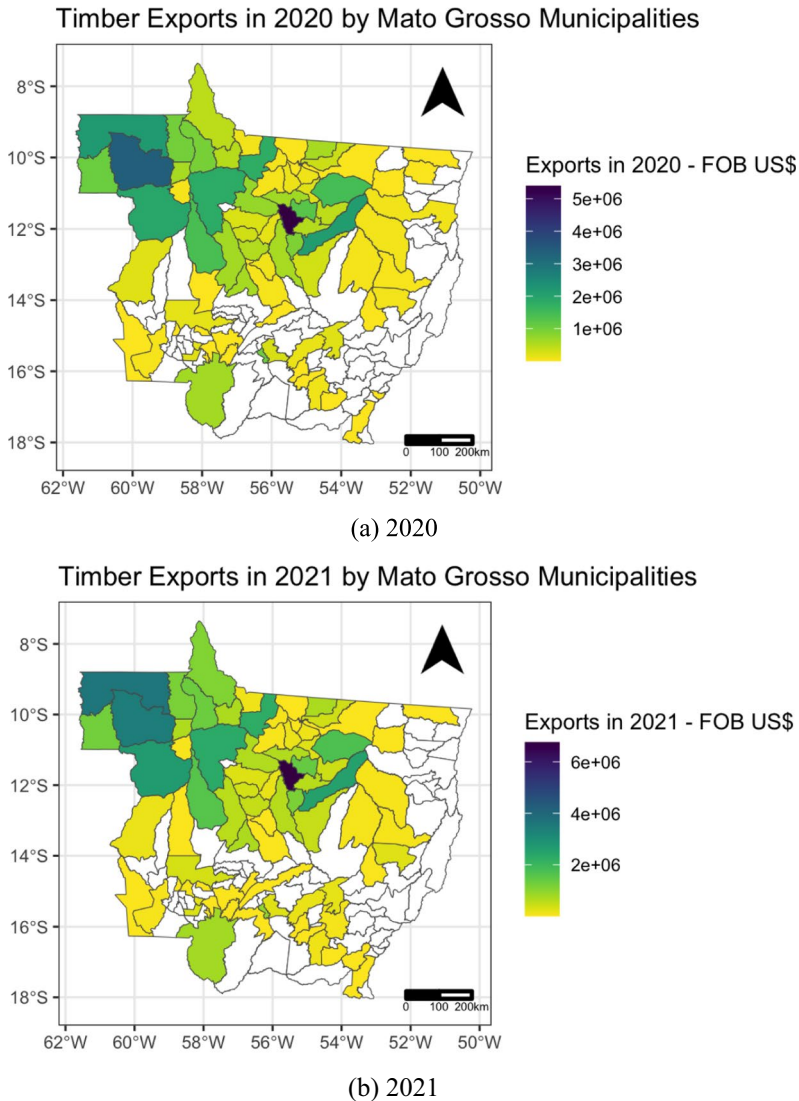 Timber Exports in 2020 by Mato Grosso Municipalities
8°S
10°S
12°S
14°S
16°S
18°S
62°W 60°W 58°W 56°W 54°W 52°W 50°W
0 100 200km
Exports in 2020 - FOB US$
5e+06
4e+06
3e+06
2e+06
1e+06
(a) 2020
Timber Exports in 2021 by Mato Grosso Municipalities
8°S
10°S
12°S
14°S
16°S
18°S
62°W 60°W 58°W 56°W 54°W 52°W 50°W
0 100 200km
Exports in 2021 - FOB US$
6e+06
4e+06
2e+06
(b) 2021